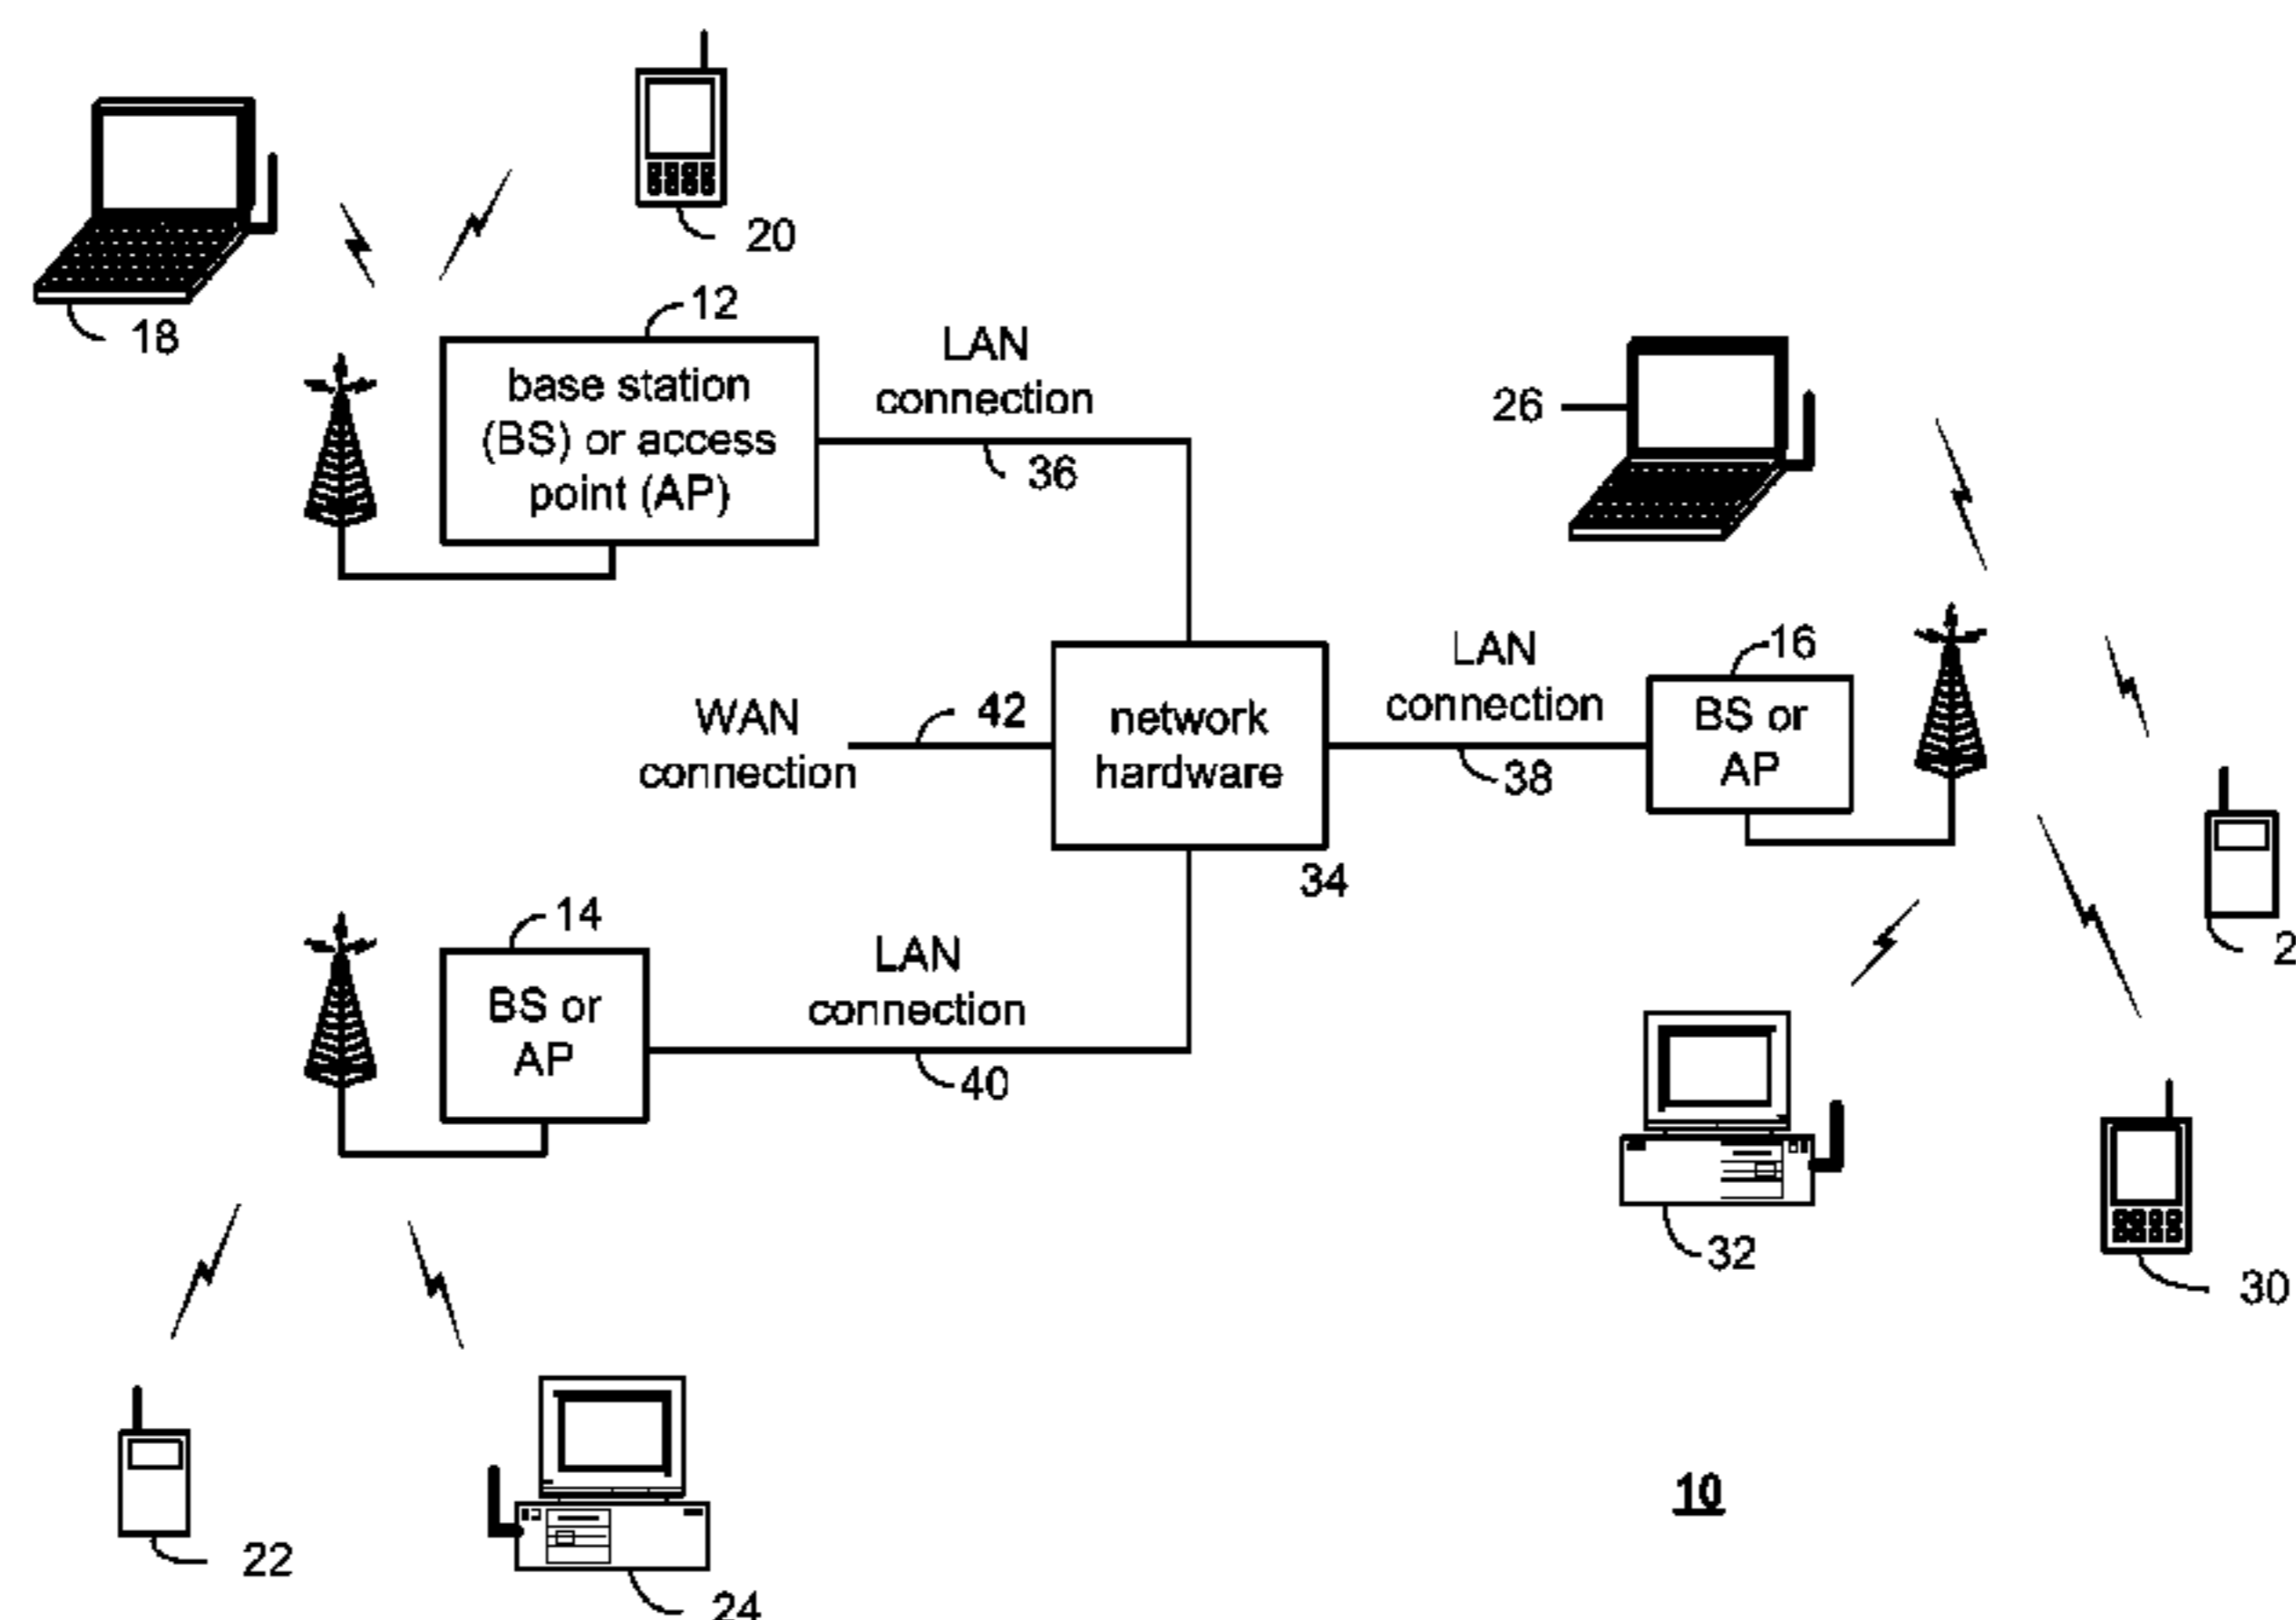 20
18
12
base station
(BS) or access
point (AP)
LAN
connection
36
26
WAN
connection
42
network
hardware
34
LAN
connection
38
16
BS or
AP
2
14
BS or
AP
LAN
connection
40
32
30
22
24
10